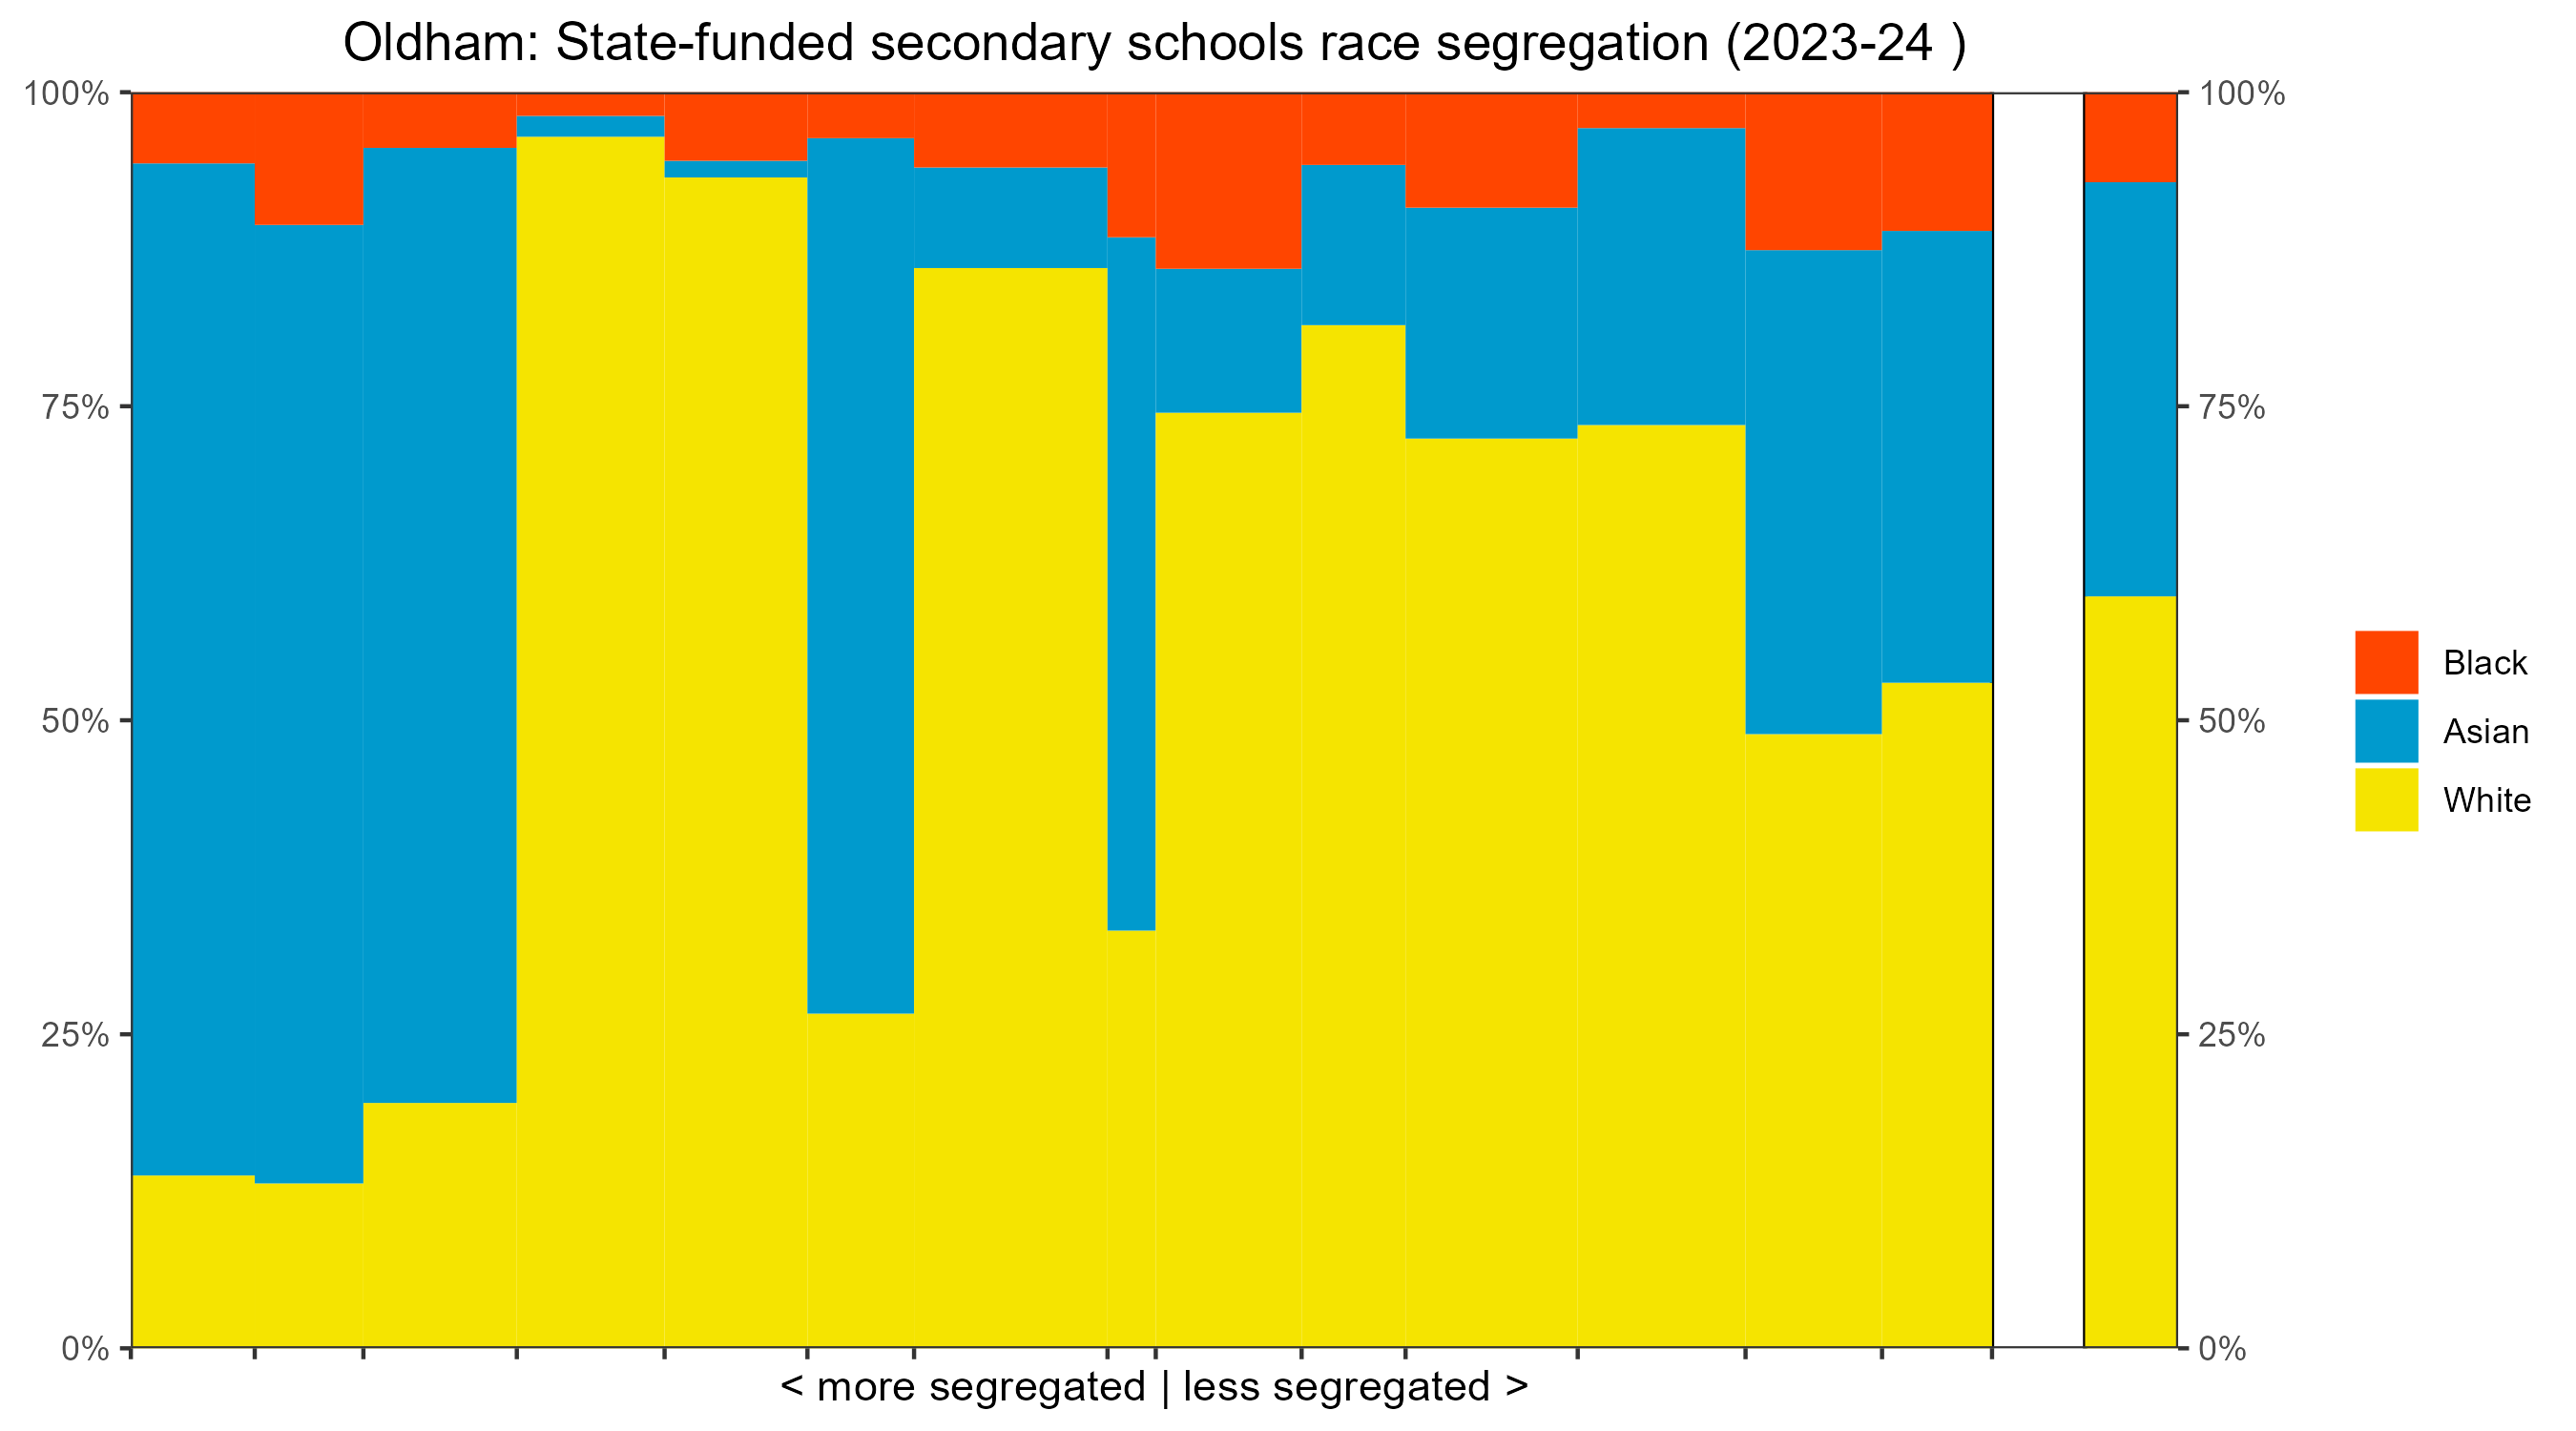 Oldham: State-funded secondary schools race segregation (2023-24 )
100%
75%
50%
25%
0%
100%
75%
50%
25%
0%
Black
Asian
White
< more segregated | less segregated >